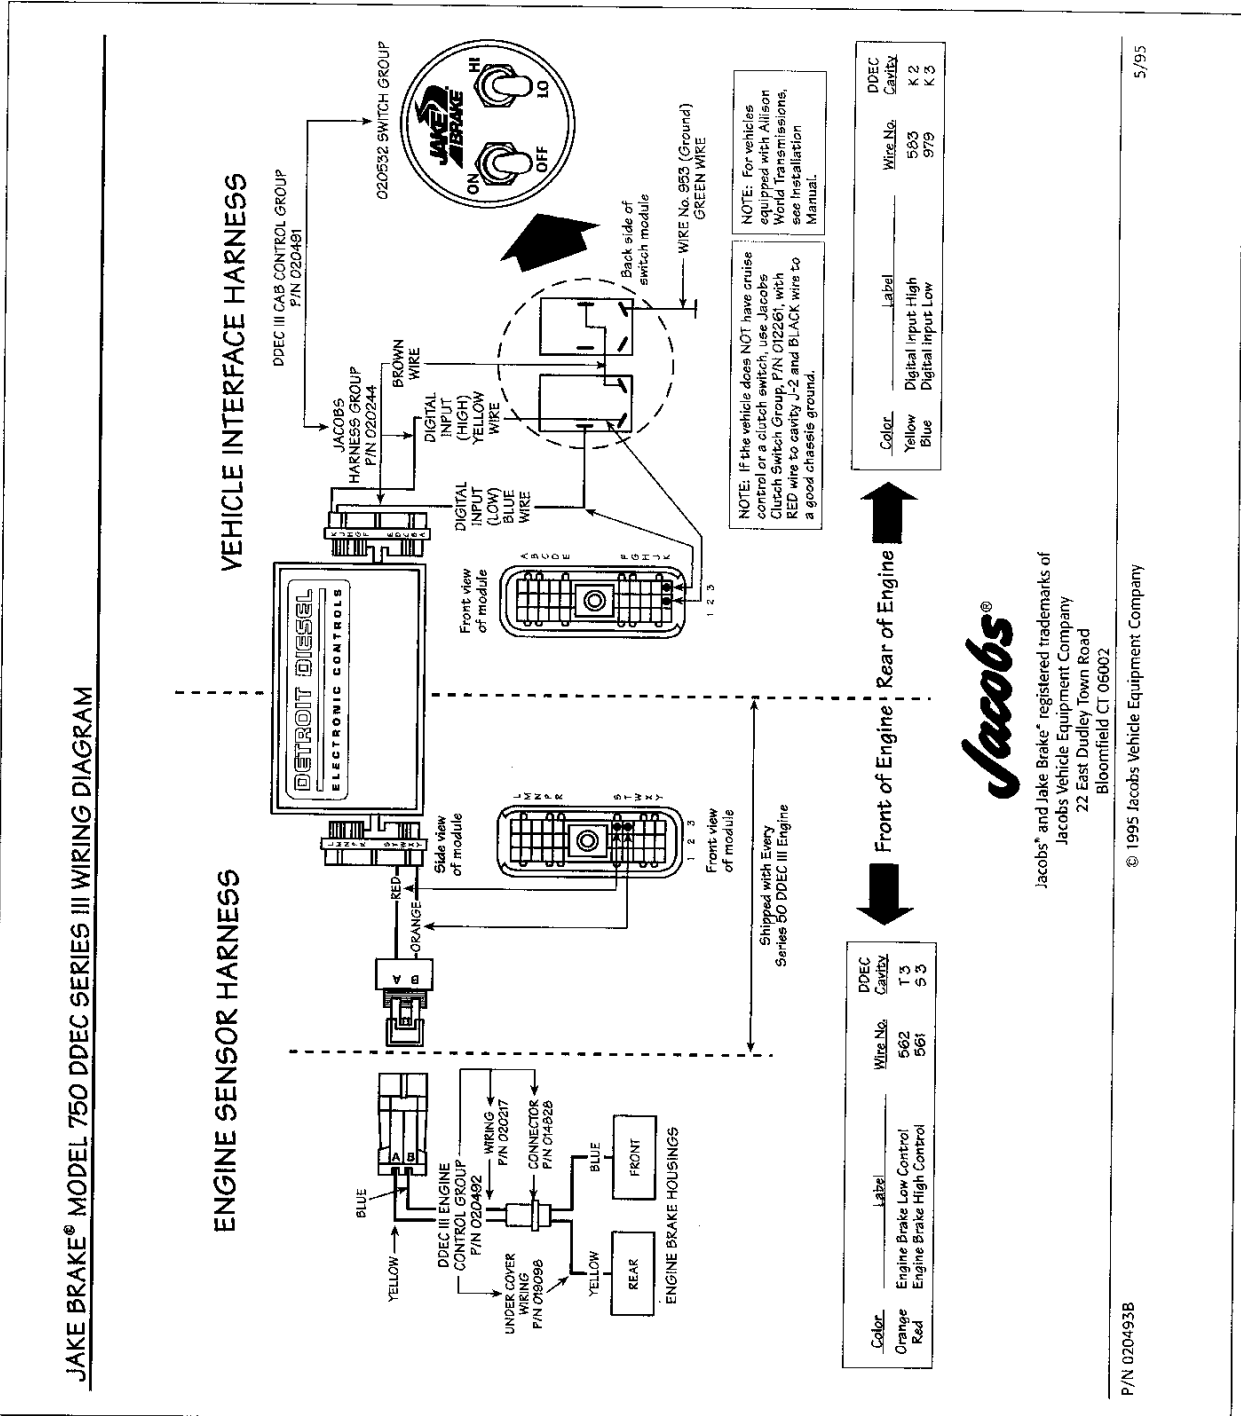 JAKE BRAKE® MODEL 750 DDEC SERIES III WIRING DIAGRAM
ENGINE SENSOR HARNESS
VEHICLE INTERFACE HARNESS
DDEC III CAB CONTROL GROUP
P/N 020491
020532 SWITCH GROUP
JACOBS
HARNESS GROUP
P/N 020244
BROWN
WIRE
DIGITAL
INPUT
(HIGH)
YELLOW
WIRE
DIGITAL
INPUT
(LOW)
BLUE
WIRE
ON
OFF
HI
LO
JAKE
BRAKE
Back side of
switch module
WIRE No. 953 (Ground)
GREEN WIRE
DETROIT DIESEL
ELECTRONIC CONTROLS
K J H G F E D C B A
L M N P R S T W X Y
Side view
of module
RED
ORANGE
A
B
Front view
of module
A B C D E F G H J K
1 2 3
L M N P R S T W X Y
1 2 3
Front view
of module
Shipped with Every
Series 50 DDEC III Engine
A
B
BLUE
YELLOW
DDEC III ENGINE
CONTROL GROUP
P/N 020492
WIRING
P/N 020217
CONNECTOR
P/N 014828
UNDER COVER
WIRING
P/N 019098
YELLOW
BLUE
REAR
FRONT
ENGINE BRAKE HOUSINGS
NOTE: If the vehicle does NOT have cruise
control or a clutch switch, use Jacobs
Clutch Switch Group, P/N 012261, with
RED wire to cavity J-2 and BLACK wire to
a good chassis ground.
NOTE: For vehicles
equipped with Allison
World Transmissions,
see Installation
Manual.
Front of Engine
Rear of Engine
Color Label Wire No. DDEC Cavity
Orange Engine Brake Low Control 562 T 3
Red Engine Brake High Control 561 S 3
Color Label Wire No. DDEC Cavity
Yellow Digital Input High 583 K 2
Blue Digital Input Low 979 K 3
Jacobs®
Jacobs® and Jake Brake® registered trademarks of
Jacobs Vehicle Equipment Company
22 East Dudley Town Road
Bloomfield CT 06002
P/N 020493B
© 1995 Jacobs Vehicle Equipment Company
5/95